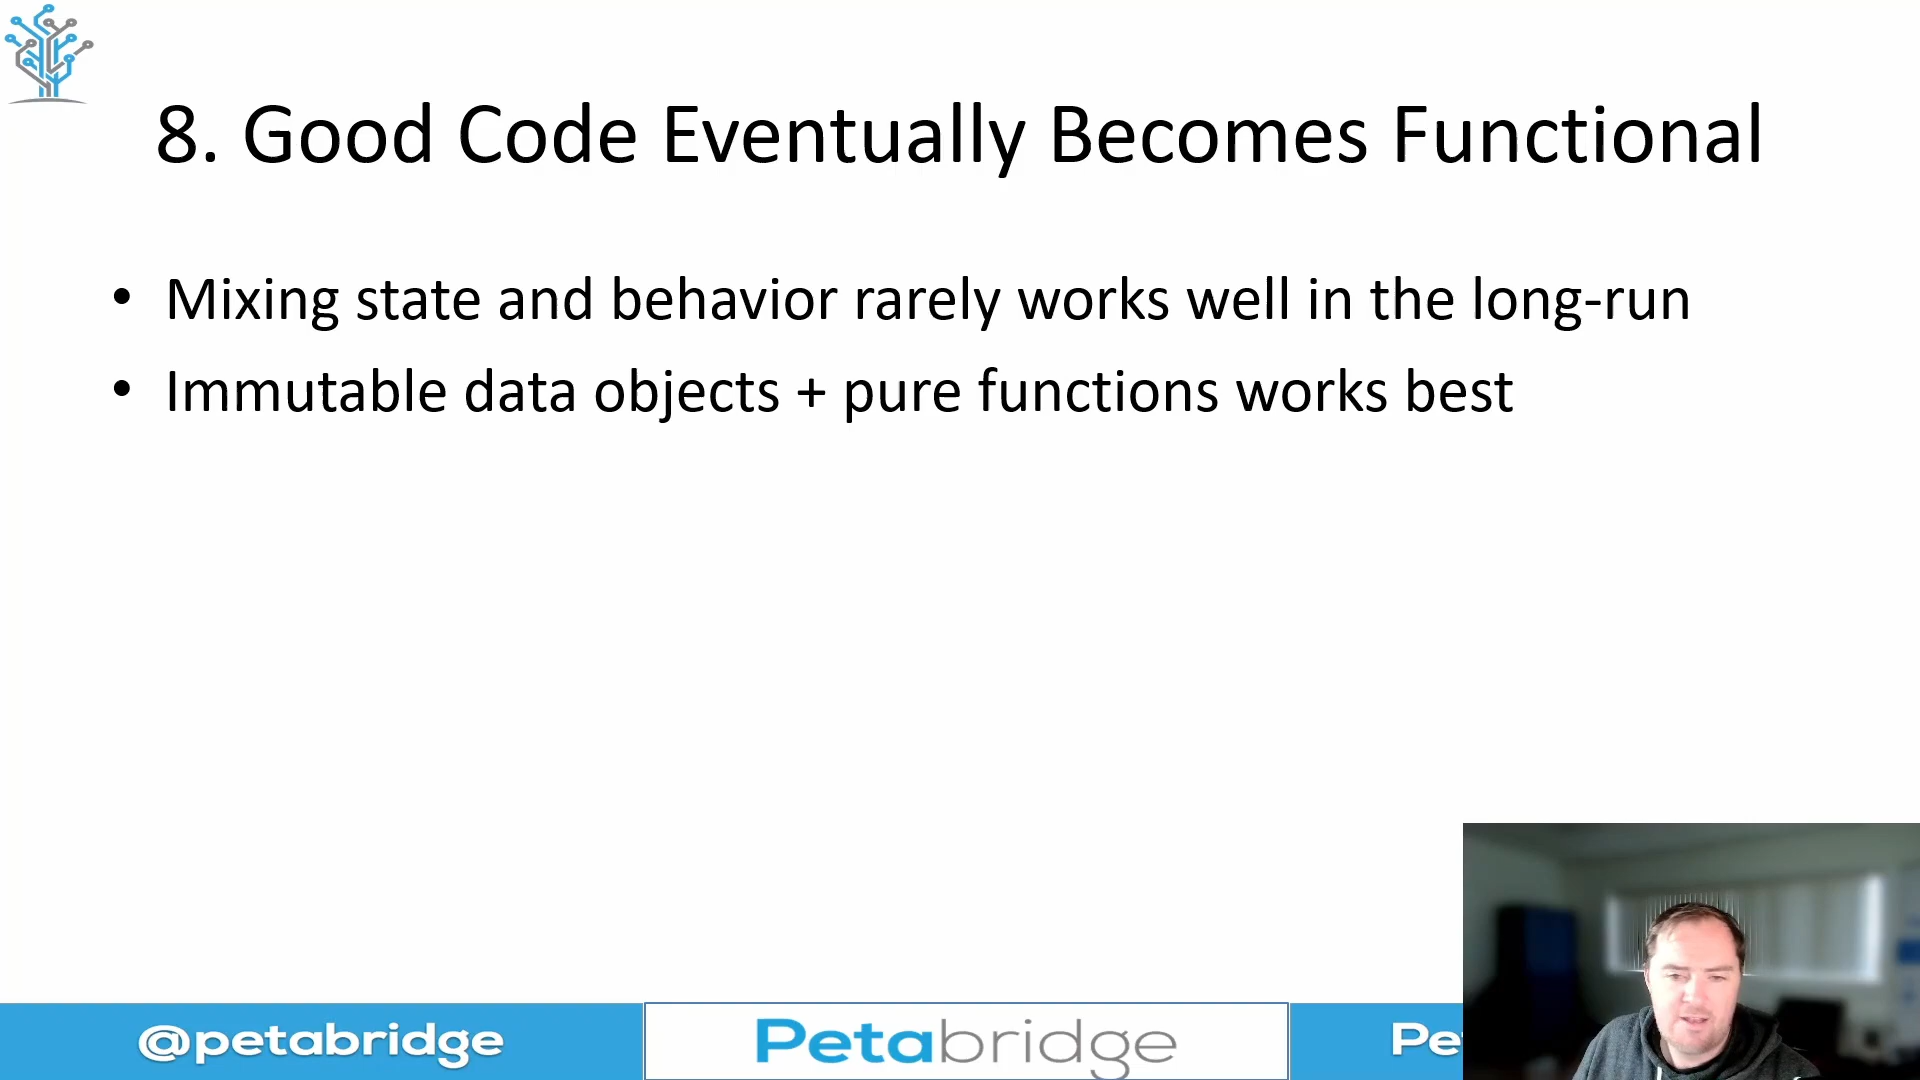 8. Good Code Eventually Becomes Functional
• Mixing state and behavior rarely works well in the long-run
• Immutable data objects + pure functions works best
@petabridge
Petabridge
Pe